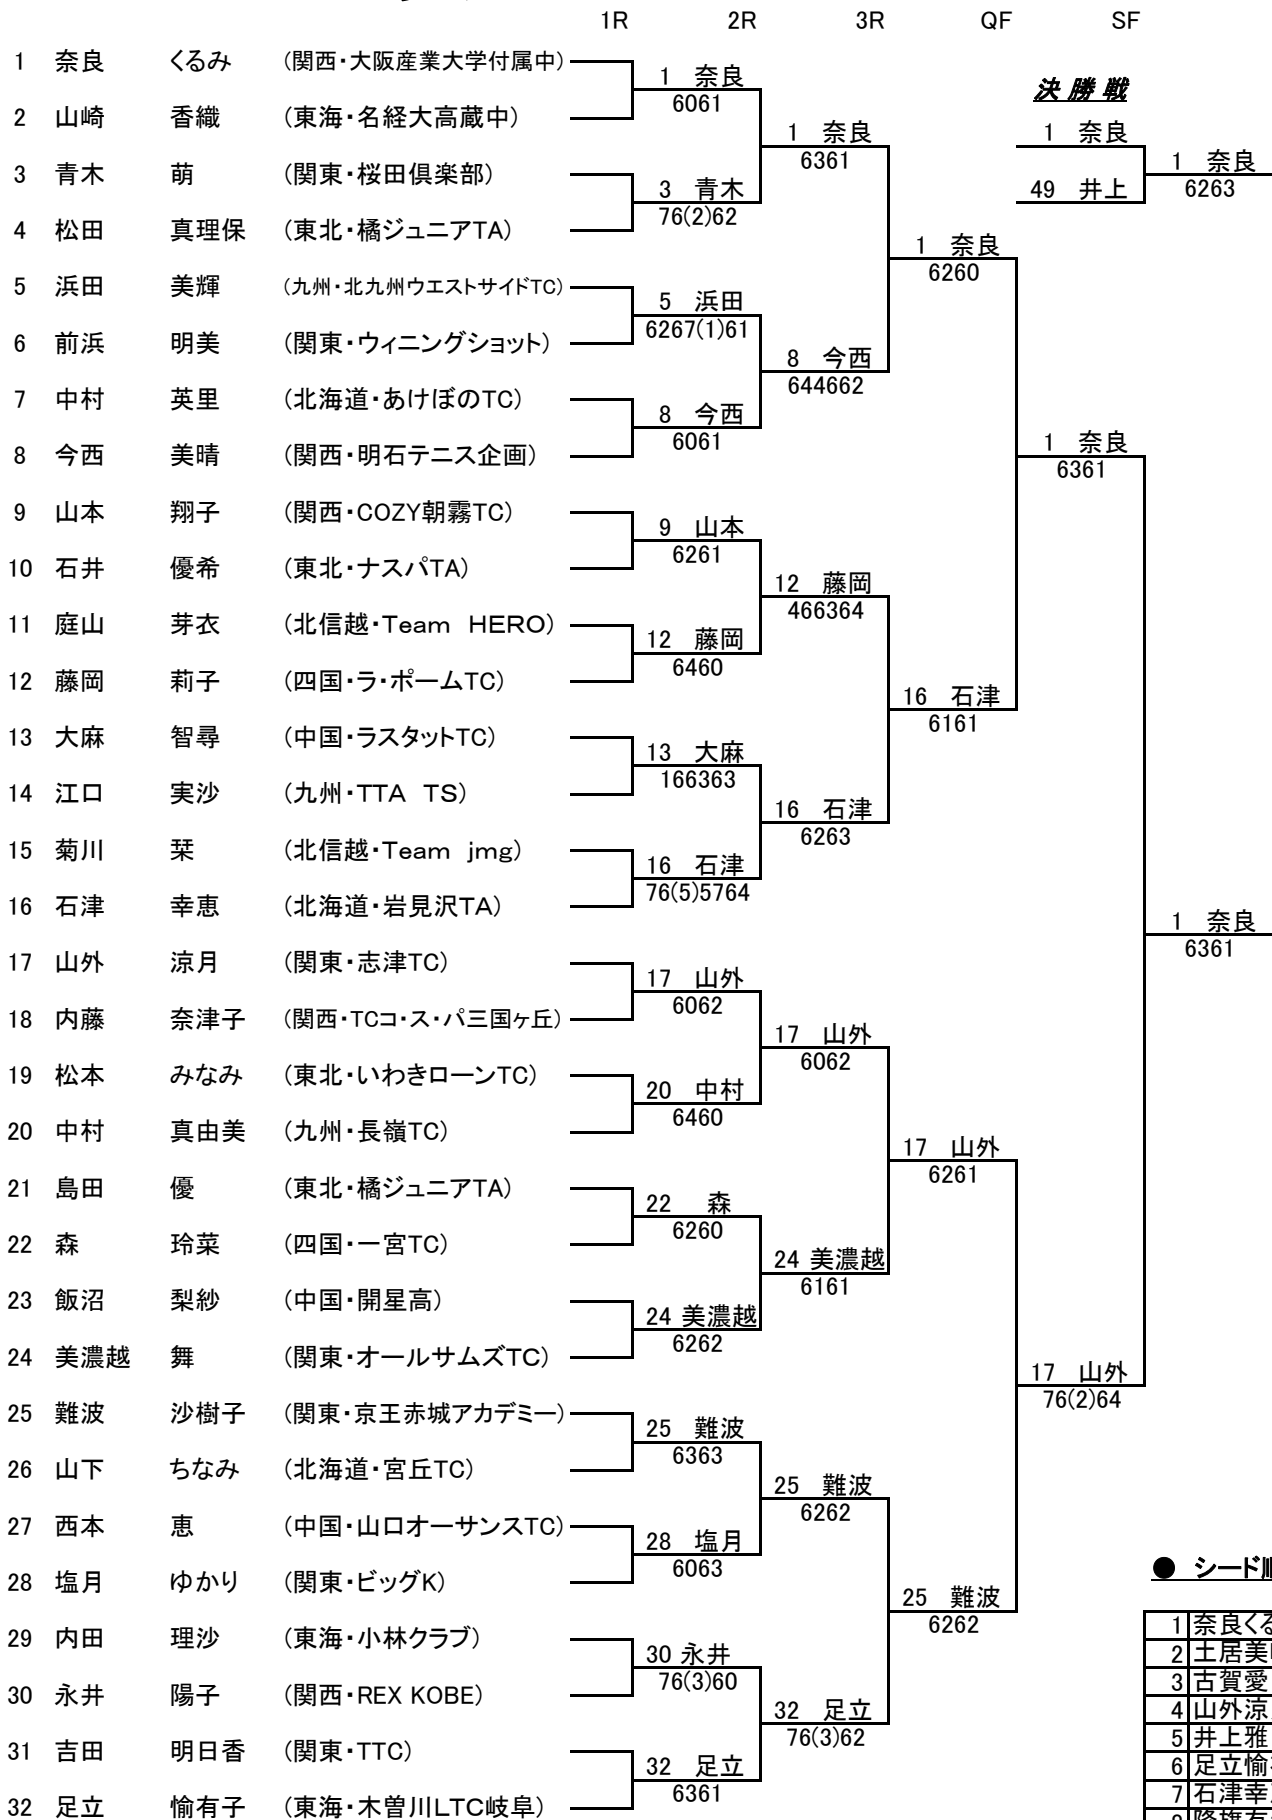 1R 2R 3R QF SF
1 奈良 くるみ (関西・大阪産業大学付属中)
1 奈良
6061
決 勝 戦
2 山崎 香織 (東海・名経大高蔵中)
1 奈良
6361
1 奈良
1 奈良
6263
3 青木 萌 (関東・桜田倶楽部)
3 青木
76(2)62
49 井上
4 松田 真理保 (東北・橘ジュニアTA)
1 奈良
6260
5 浜田 美輝 (九州・北九州ウエストサイドTC)
5 浜田
6267(1)61
6 前浜 明美 (関東・ウィニングショット)
8 今西
644662
7 中村 英里 (北海道・あけぼのTC)
8 今西
6061
8 今西 美晴 (関西・明石テニス企画)
1 奈良
6361
9 山本 翔子 (関西・COZY朝霧TC)
9 山本
6261
10 石井 優希 (東北・ナスパTA)
12 藤岡
466364
11 庭山 芽衣 (北信越・Team HERO)
12 藤岡
6460
12 藤岡 莉子 (四国・ラ・ポームTC)
16 石津
6161
13 大麻 智尋 (中国・ラスタットTC)
13 大麻
166363
14 江口 実沙 (九州・TTA TS)
16 石津
6263
15 菊川 栞 (北信越・Team jmg)
16 石津
76(5)5764
16 石津 幸恵 (北海道・岩見沢TA)
1 奈良
6361
17 山外 涼月 (関東・志津TC)
17 山外
6062
18 内藤 奈津子 (関西・TCコ・ス・パ三国ヶ丘)
17 山外
6062
19 松本 みなみ (東北・いわきローンTC)
20 中村
6460
20 中村 真由美 (九州・長嶺TC)
17 山外
6261
21 島田 優 (東北・橘ジュニアTA)
22 森
6260
22 森 玲菜 (四国・一宮TC)
24 美濃越
6161
23 飯沼 梨紗 (中国・開星高)
24 美濃越
6262
24 美濃越 舞 (関東・オールサムズTC)
17 山外
76(2)64
25 難波 沙樹子 (関東・京王赤城アカデミー)
25 難波
6363
26 山下 ちなみ (北海道・宮丘TC)
25 難波
6262
27 西本 恵 (中国・山口オーサンスTC)
28 塩月
6063
● シード順
28 塩月 ゆかり (関東・ビッグK)
25 難波
6262
29 内田 理沙 (東海・小林クラブ)
30 永井
76(3)60
30 永井 陽子 (関西・REX KOBE)
32 足立
76(3)62
31 吉田 明日香 (関東・TTC)
32 足立
6361
32 足立 愉有子 (東海・木曽川LTC岐阜)
1 奈良くる
2 土居美
3 古賀愛
4 山外涼
5 井上雅
6 足立愉
7 石津幸